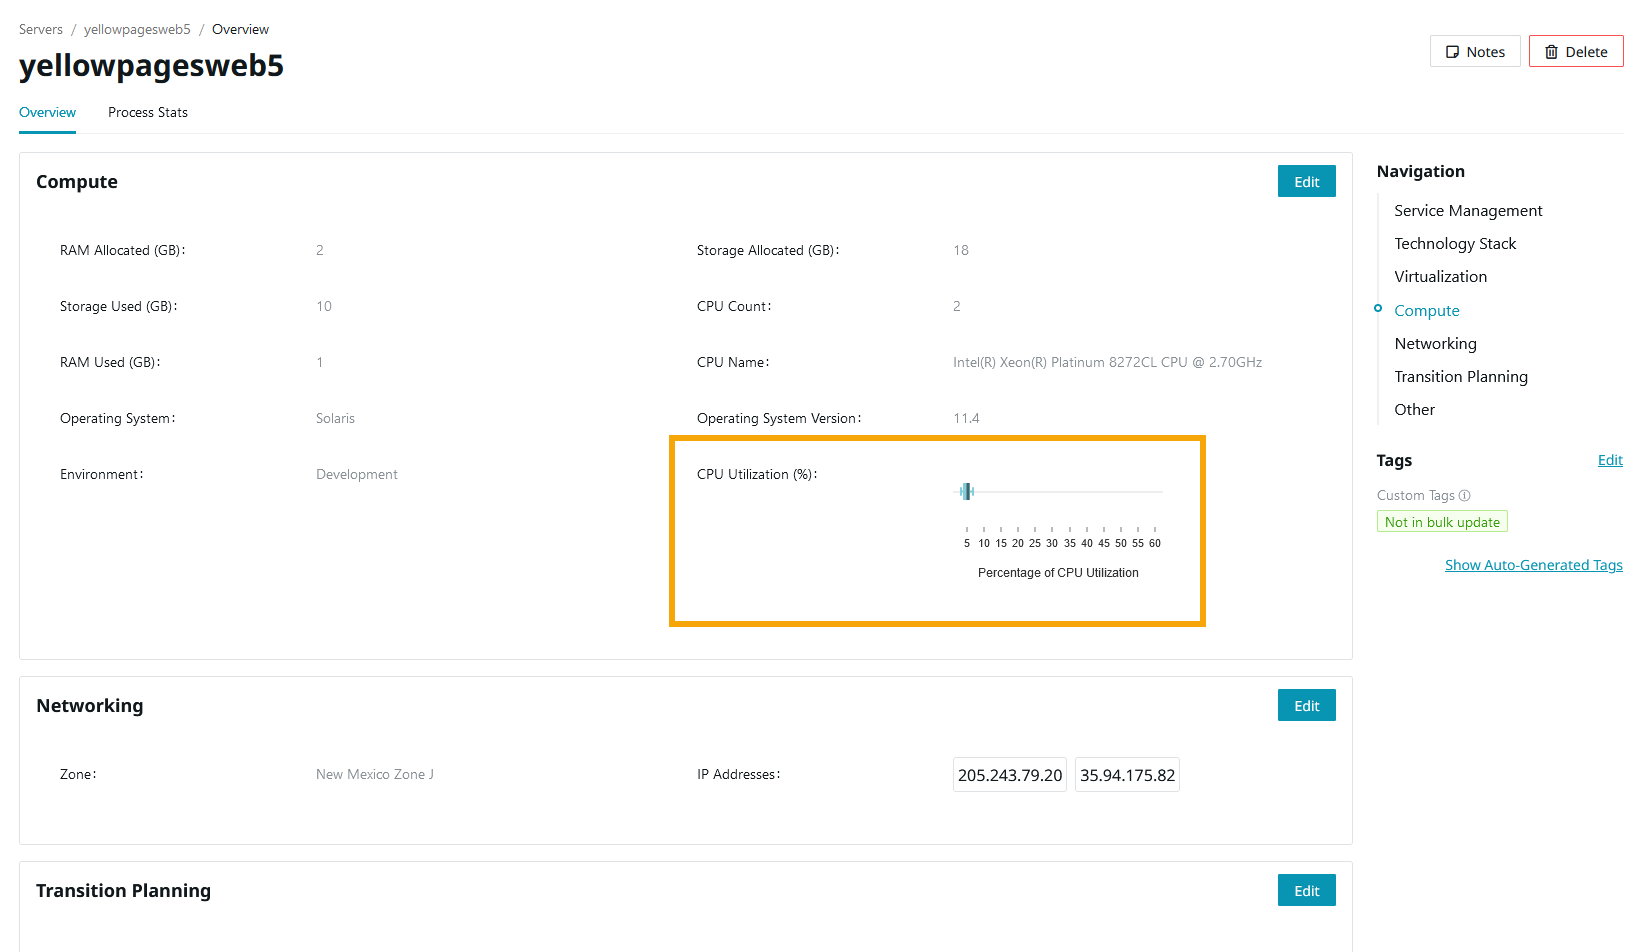 Servers / yellowpagesweb5 / Overview
yellowpagesweb5
Notes
Delete
Overview
Process Stats
Compute
Edit
RAM Allocated (GB): 2
Storage Allocated (GB): 18
Storage Used (GB): 10
CPU Count: 2
RAM Used (GB): 1
CPU Name: Intel(R) Xeon(R) Platinum 8272CL CPU @ 2.70GHz
Operating System: Solaris
Operating System Version: 11.4
Environment: Development
CPU Utilization (%):
5 10 15 20 25 30 35 40 45 50 55 60
Percentage of CPU Utilization
Networking
Edit
Zone: New Mexico Zone J
IP Addresses: 205.243.79.20 35.94.175.82
Transition Planning
Edit
Navigation
Service Management
Technology Stack
Virtualization
Compute
Networking
Transition Planning
Other
Tags
Edit
Custom Tags
Not in bulk update
Show Auto-Generated Tags